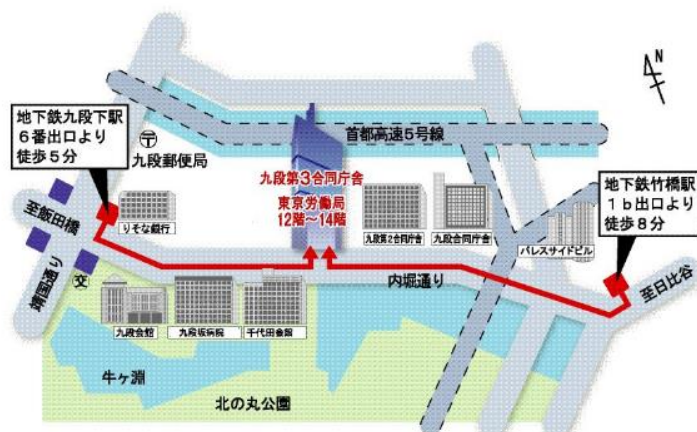 N
地下鉄九段下駅
6番出口より
徒歩5分
〒
九段郵便局
首都高速5号線
九段第3合同庁舎
東京労働局
12階～14階
地下鉄竹橋駅
1b出口より
徒歩8分
至飯田橋
りそな銀行
九段第2合同庁舎
九段合同庁舎
パレスサイドビル
靖国通り
交
内堀通り
至日比谷
九段会館
九段坂病院
千代田会館
牛ヶ淵
北の丸公園